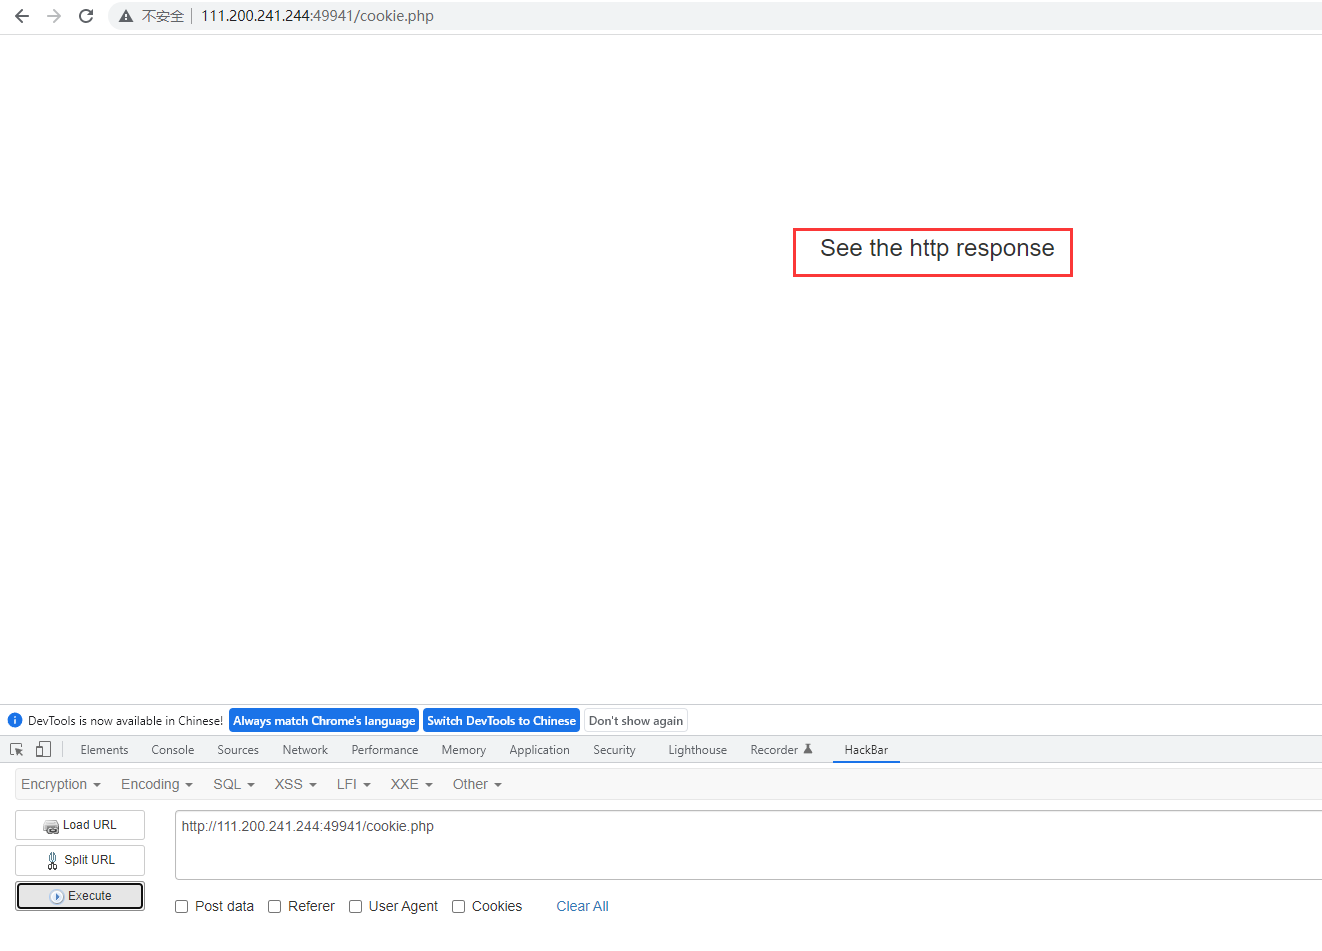 不安全 111.200.241.244:49941/cookie.php
See the http response
DevTools is now available in Chinese! Always match Chrome's language Switch DevTools to Chinese Don't show again
Elements Console Sources Network Performance Memory Application Security Lighthouse Recorder HackBar
Encryption Encoding SQL XSS LFI XXE Other
Load URL http://111.200.241.244:49941/cookie.php
Split URL
Execute
Post data Referer User Agent Cookies Clear All